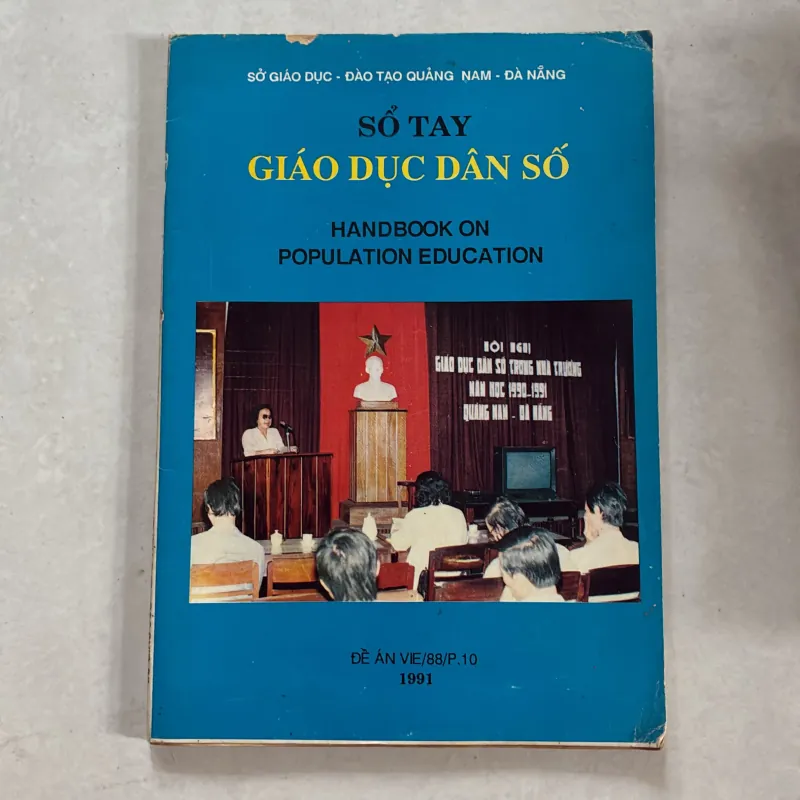 SỞ GIÁO DỤC - ĐÀO TẠO QUẢNG NAM - ĐÀ NẴNG
SỔ TAY
GIÁO DỤC DÂN SỐ
HANDBOOK ON
POPULATION EDUCATION
HỘI NGHỊ
GIÁO DỤC DÂN SỐ TRONG NHÀ TRƯỜNG
NĂM HỌC 1990-1991
QUẢNG NAM - ĐÀ NẴNG
ĐỀ ÁN VIE/88/P.10
1991